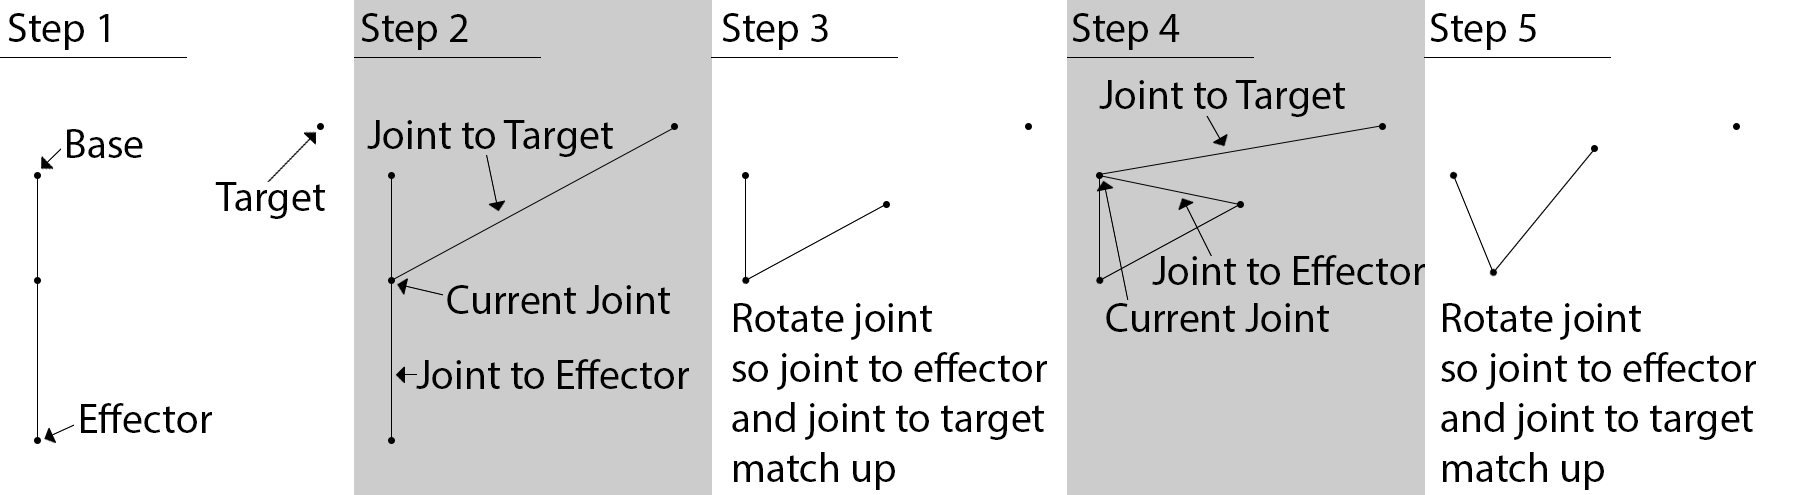 Step 1
Base
Target
Effector
Step 2
Joint to Target
Current Joint
Joint to Effector
Step 3
Rotate joint
so joint to effector
and joint to target
match up
Step 4
Joint to Target
Joint to Effector
Current Joint
Step 5
Rotate joint
so joint to effector
and joint to target
match up